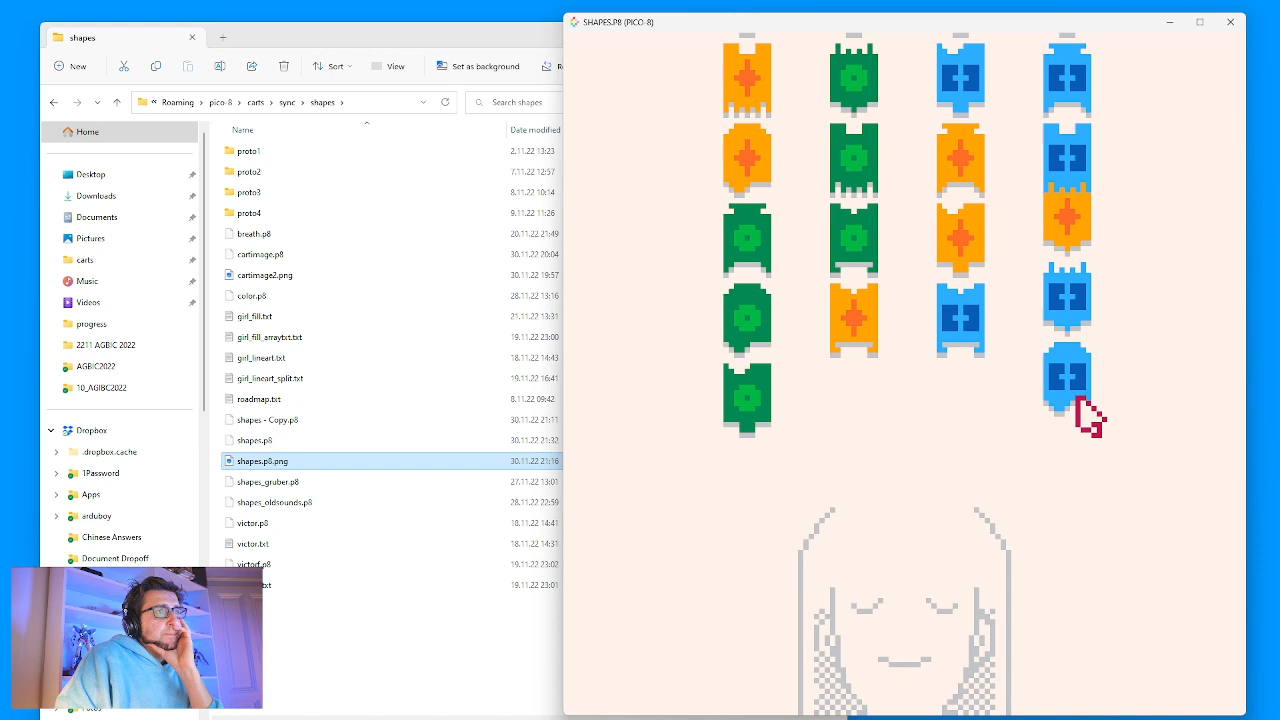 SHAPES.P8 (PICO-8)
shapes
New
Sort
View
Set as background
« Roaming › pico-8 › carts › sync › shapes ›
Search shapes
Home
Desktop
Downloads
Documents
Pictures
carts
Music
Videos
progress
2211 AGBIC 2022
AGBIC2022
10_AGIBC2022
Dropbox
.dropbox.cache
1Password
Apps
arduboy
Chinese Answers
Document Dropoff
Name Date modified
proto1 2.11.22 13:23
proto2 7.11.22 12:57
proto3 8.11.22 10:14
proto4 9.11.22 11:26
breath.p8 20.11.22 21:49
cartimage.p8 30.11.22 20:04
cartimage2.png 30.11.22 19:57
color.p8 28.11.22 13:16
girl_fill.txt 21.11.22 13:31
girl_fill_arraytxt.txt 19.11.22 23:00
girl_lineart.txt 18.11.22 14:43
girl_lineart_split.txt 19.11.22 16:41
roadmap.txt 8.11.22 09:42
shapes - Copy.p8 30.11.22 21:11
shapes.p8 30.11.22 21:32
shapes.p8.png 30.11.22 21:16
shapes_gruber.p8 27.11.22 13:01
shapes_oldsounds.p8 28.11.22 22:59
victor.p8 18.11.22 14:41
victor.txt 18.11.22 14:31
19.11.22 23:02
19.11.22 23:01